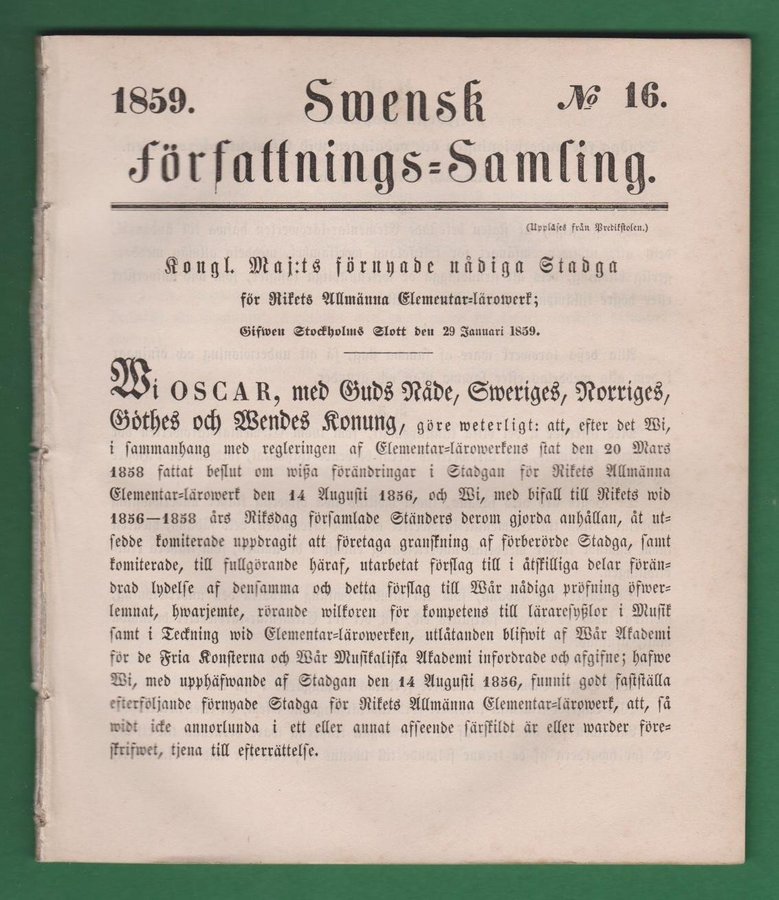 1859. Swensk № 16.
Författnings=Samling.
(Uppläses från Predikstolen.)
Kongl. Maj:ts förnyade nådiga Stadga
för Rikets Allmänna Elementar=lärowerk;
Gifwen Stockholms Slott den 29 Januari 1859.
Wi OSCAR, med Guds Nåde, Sweriges, Norriges,
Göthes och Wendes Konung, göre weterligt: att, efter det Wi,
i sammanhang med regleringen af Elementar=lärowerkens stat den 20 Mars
1858 fattat beslut om wißa förändringar i Stadgan för Rikets Allmänna
Elementar=lärowerk den 14 Augusti 1856, och Wi, med bifall till Rikets wid
1856—1858 års Riksdag församlade Ständers derom gjorda anhållan, åt ut=
sedde komiterade uppdragit att företaga granskning af förberörde Stadga, samt
komiterade, till fullgörande häraf, utarbetat förslag till i åtskilliga delar förän=
drad lydelse af densamma och detta förslag till Wår nådiga pröfning öfwer=
lemnat, hwarjemte, rörande wilkoren för kompetens till läraresyßlor i Musik
samt i Teckning wid Elementar=lärowerken, utlåtanden blifwit af Wår Akademi
för de Fria Konsterna och Wår Musikaliska Akademi infordrade och afgifne; hafwe
Wi, med upphäfwande af Stadgan den 14 Augusti 1856, funnit godt fastställa
efterföljande förnyade Stadga för Rikets Allmänna Elementar=lärowerk, att, så
widt icke annorlunda i ett eller annat afseende särskildt är eller warder före=
skrifwet, tjena till efterrättelse.